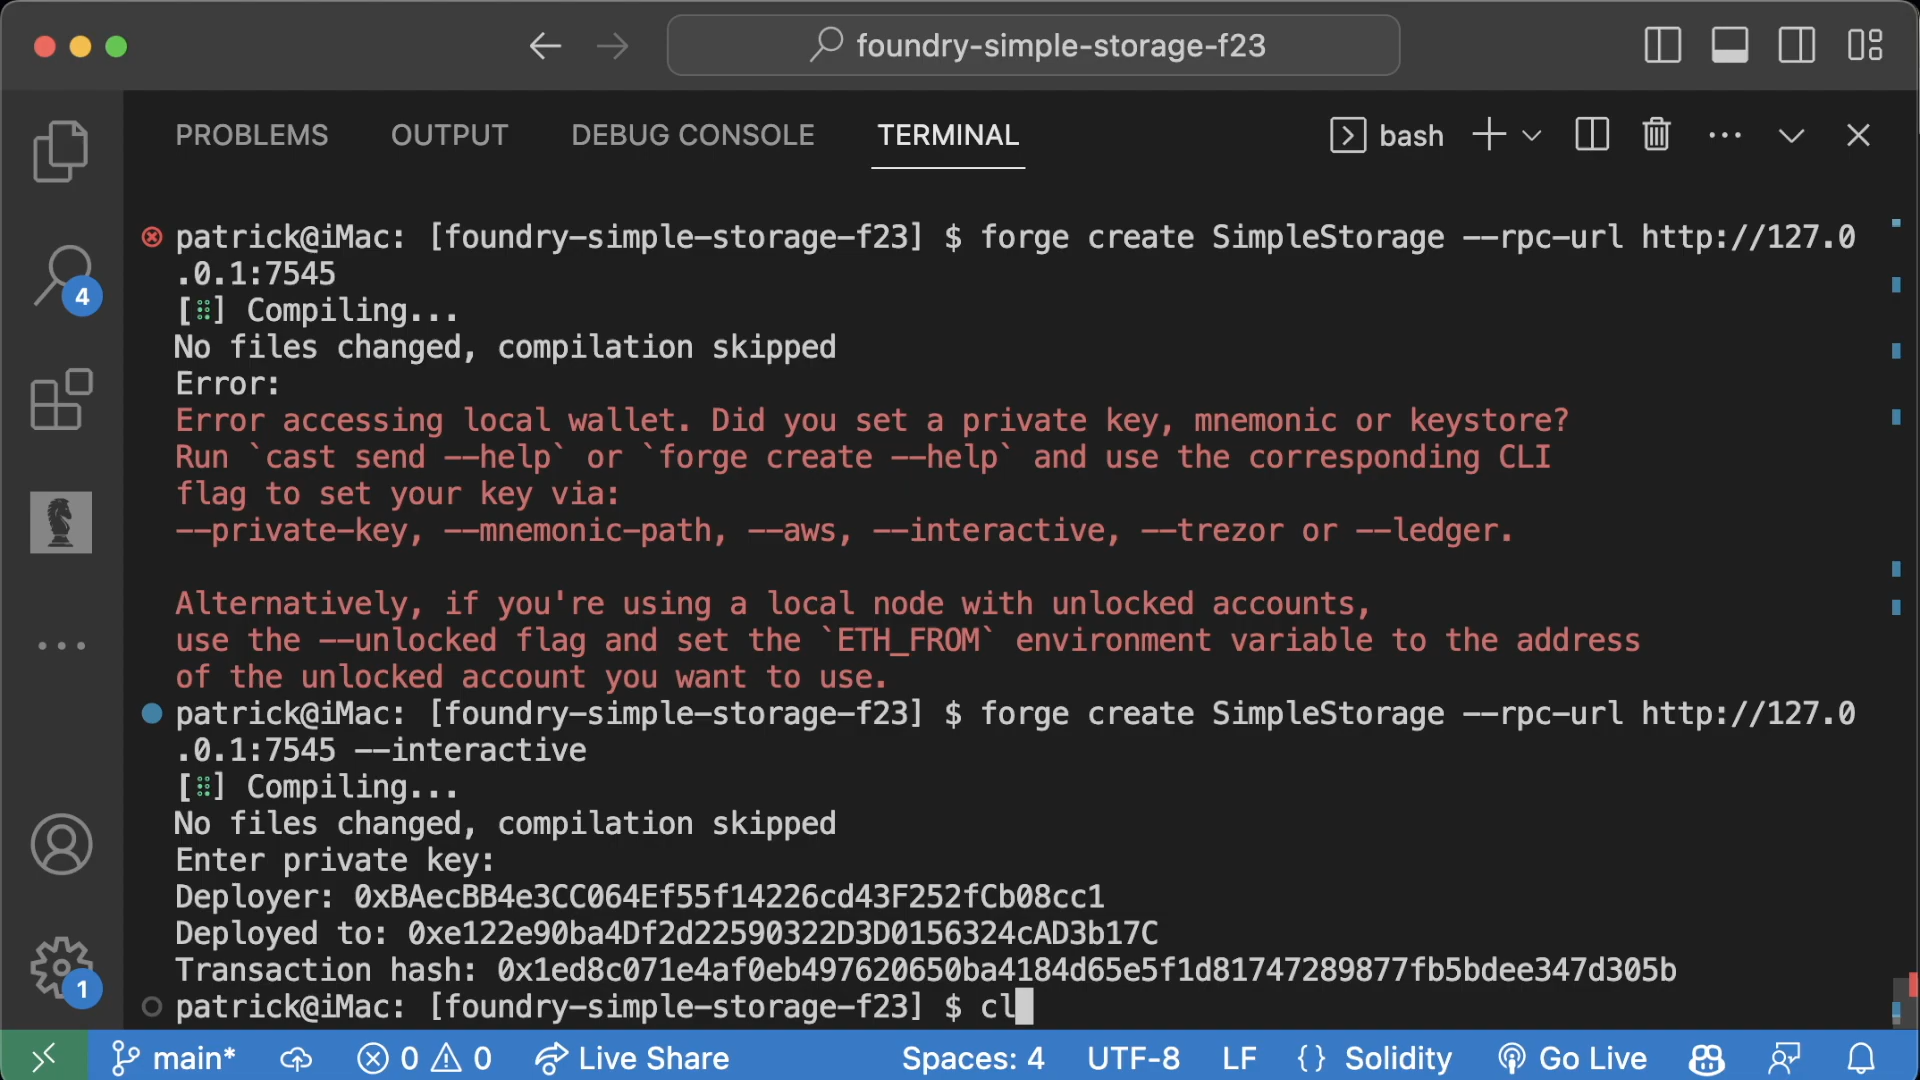 foundry-simple-storage-f23
PROBLEMS OUTPUT DEBUG CONSOLE TERMINAL bash
patrick@iMac: [foundry-simple-storage-f23] $ forge create SimpleStorage --rpc-url http://127.0
.0.1:7545
[⠿] Compiling...
No files changed, compilation skipped
Error:
Error accessing local wallet. Did you set a private key, mnemonic or keystore?
Run `cast send --help` or `forge create --help` and use the corresponding CLI
flag to set your key via:
--private-key, --mnemonic-path, --aws, --interactive, --trezor or --ledger.
Alternatively, if you're using a local node with unlocked accounts,
use the --unlocked flag and set the `ETH_FROM` environment variable to the address
of the unlocked account you want to use.
patrick@iMac: [foundry-simple-storage-f23] $ forge create SimpleStorage --rpc-url http://127.0
.0.1:7545 --interactive
[⠿] Compiling...
No files changed, compilation skipped
Enter private key:
Deployer: 0xBAecBB4e3CC064Ef55f14226cd43F252fCb08cc1
Deployed to: 0xe122e90ba4Df2d22590322D3D0156324cAD3b17C
Transaction hash: 0x1ed8c071e4af0eb497620650ba4184d65e5f1d81747289877fb5bdee347d305b
patrick@iMac: [foundry-simple-storage-f23] $ cl
4
1
main* 0 0 Live Share Spaces: 4 UTF-8 LF {} Solidity Go Live